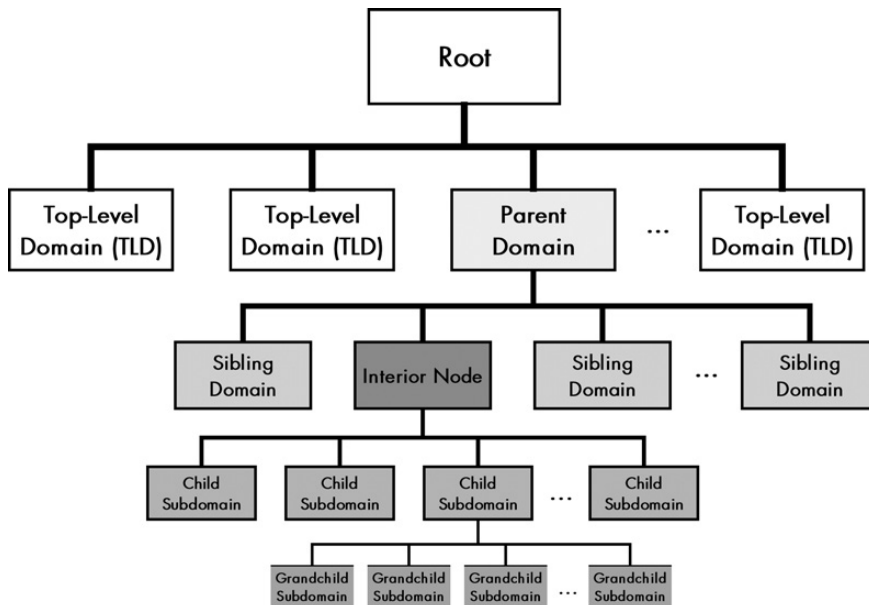 Root
Top-Level
Domain (TLD)
Top-Level
Domain (TLD)
Parent
Domain
...
Top-Level
Domain (TLD)
Sibling
Domain
Interior Node
Sibling
Domain
...
Sibling
Domain
Child
Subdomain
Child
Subdomain
Child
Subdomain
...
Child
Subdomain
Grandchild
Subdomain
Grandchild
Subdomain
Grandchild
Subdomain
...
Grandchild
Subdomain